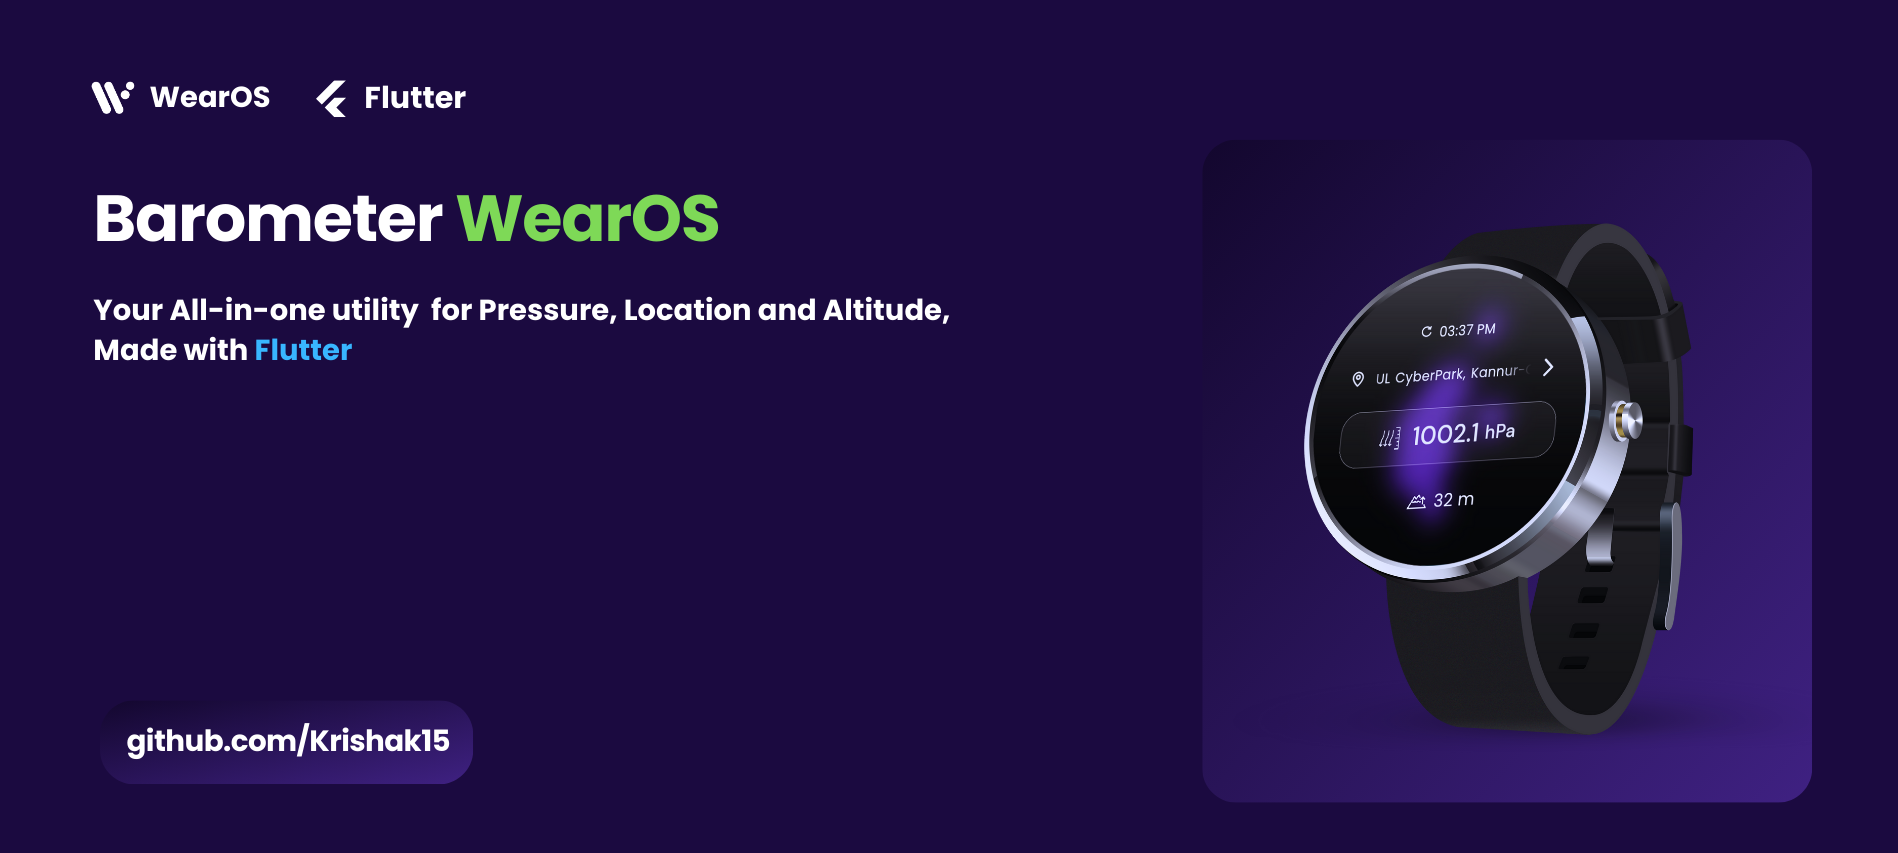 WearOS Flutter
Barometer WearOS
Your All-in-one utility for Pressure, Location and Altitude,
Made with Flutter
github.com/Krishak15
03:37 PM
UL CyberPark, Kannur-
1002.1 hPa
32 m